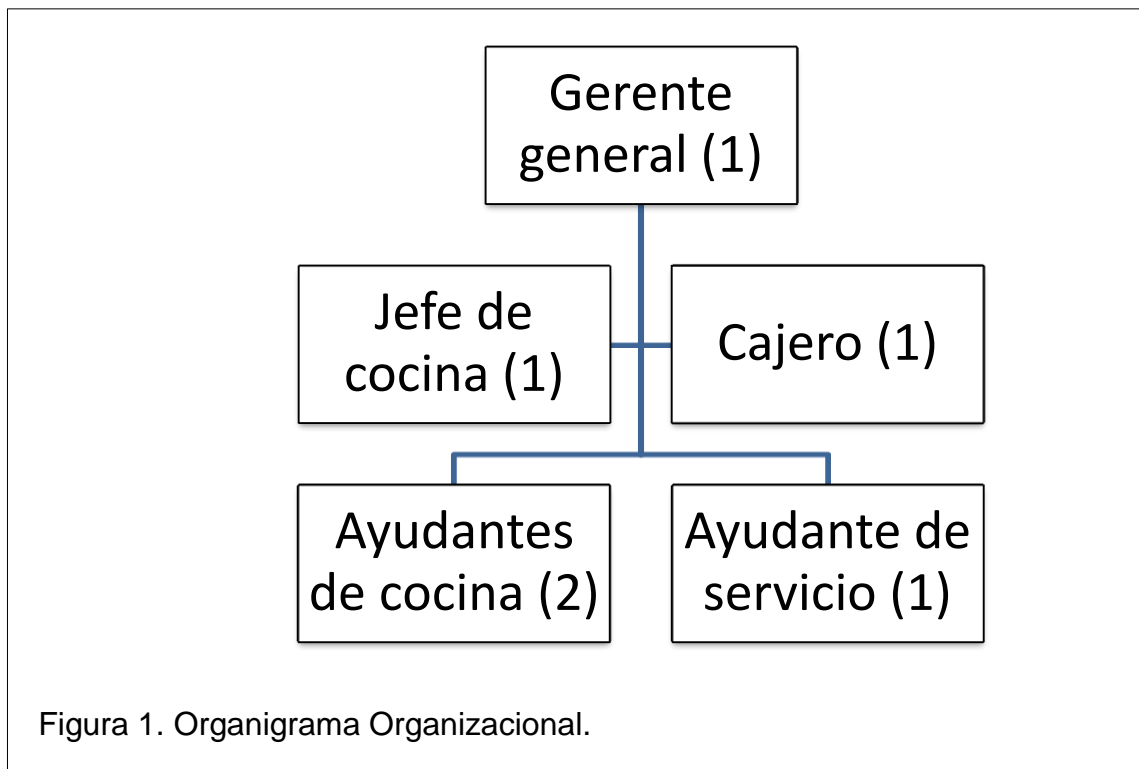 Gerente
general (1)
Jefe de
cocina (1)
Cajero (1)
Ayudantes
de cocina (2)
Ayudante de
servicio (1)
Figura 1. Organigrama Organizacional.